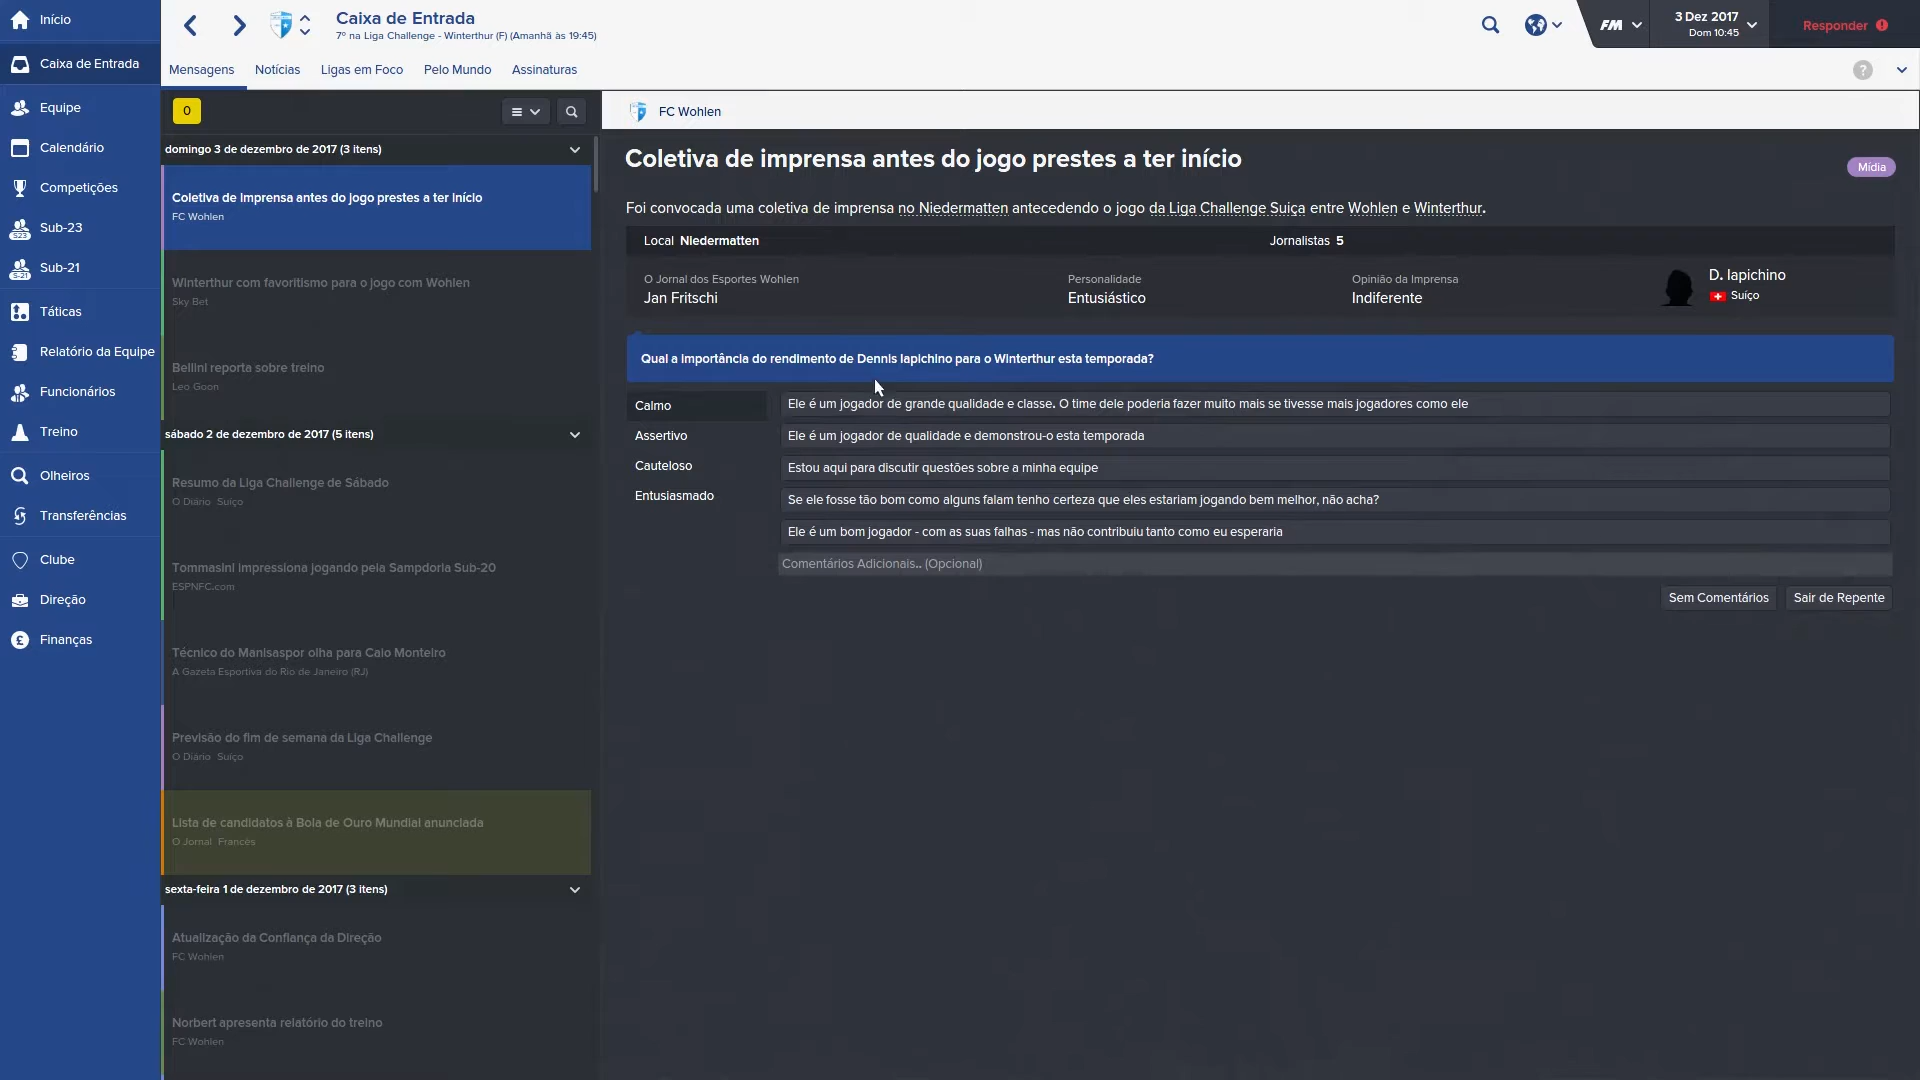 Início
Caixa de Entrada
Equipe
Calendário
Competições
Sub-23
Sub-21
Táticas
Relatório da Equipe
Funcionários
Treino
Olheiros
Transferências
Clube
Direção
Finanças
Caixa de Entrada
7º na Liga Challenge - Winterthur (F) (Amanhã às 19:45)
FM
3 Dez 2017
Dom 10:45
Responder
Mensagens Notícias Ligas em Foco Pelo Mundo Assinaturas
0
domingo 3 de dezembro de 2017 (3 itens)
Coletiva de imprensa antes do jogo prestes a ter início
FC Wohlen
Winterthur com favoritismo para o jogo com Wohlen
Sky Bet
Bellini reporta sobre treino
Leo Goon
sábado 2 de dezembro de 2017 (5 itens)
Resumo da Liga Challenge de Sábado
O Diário Suíço
Tommasini impressiona jogando pela Sampdoria Sub-20
ESPNFC.com
Técnico do Manisaspor olha para Caio Monteiro
A Gazeta Esportiva do Rio de Janeiro (RJ)
Previsão do fim de semana da Liga Challenge
O Diário Suíço
Lista de candidatos à Bola de Ouro Mundial anunciada
O Jornal Francês
sexta-feira 1 de dezembro de 2017 (3 itens)
Atualização da Confiança da Direção
FC Wohlen
Norbert apresenta relatório do treino
FC Wohlen
FC Wohlen
Coletiva de imprensa antes do jogo prestes a ter início
Mídia
Foi convocada uma coletiva de imprensa no Niedermatten antecedendo o jogo da Liga Challenge Suiça entre Wohlen e Winterthur.
Local Niedermatten Jornalistas 5
O Jornal dos Esportes Wohlen
Jan Fritschi
Personalidade
Entusiástico
Opinião da Imprensa
Indiferente
D. Iapichino
Suíço
Qual a importância do rendimento de Dennis Iapichino para o Winterthur esta temporada?
Calmo
Assertivo
Cauteloso
Entusiasmado
Ele é um jogador de grande qualidade e classe. O time dele poderia fazer muito mais se tivesse mais jogadores como ele
Ele é um jogador de qualidade e demonstrou-o esta temporada
Estou aqui para discutir questões sobre a minha equipe
Se ele fosse tão bom como alguns falam tenho certeza que eles estariam jogando bem melhor, não acha?
Ele é um bom jogador - com as suas falhas - mas não contribuiu tanto como eu esperaria
Comentários Adicionais.. (Opcional)
Sem Comentários Sair de Repente